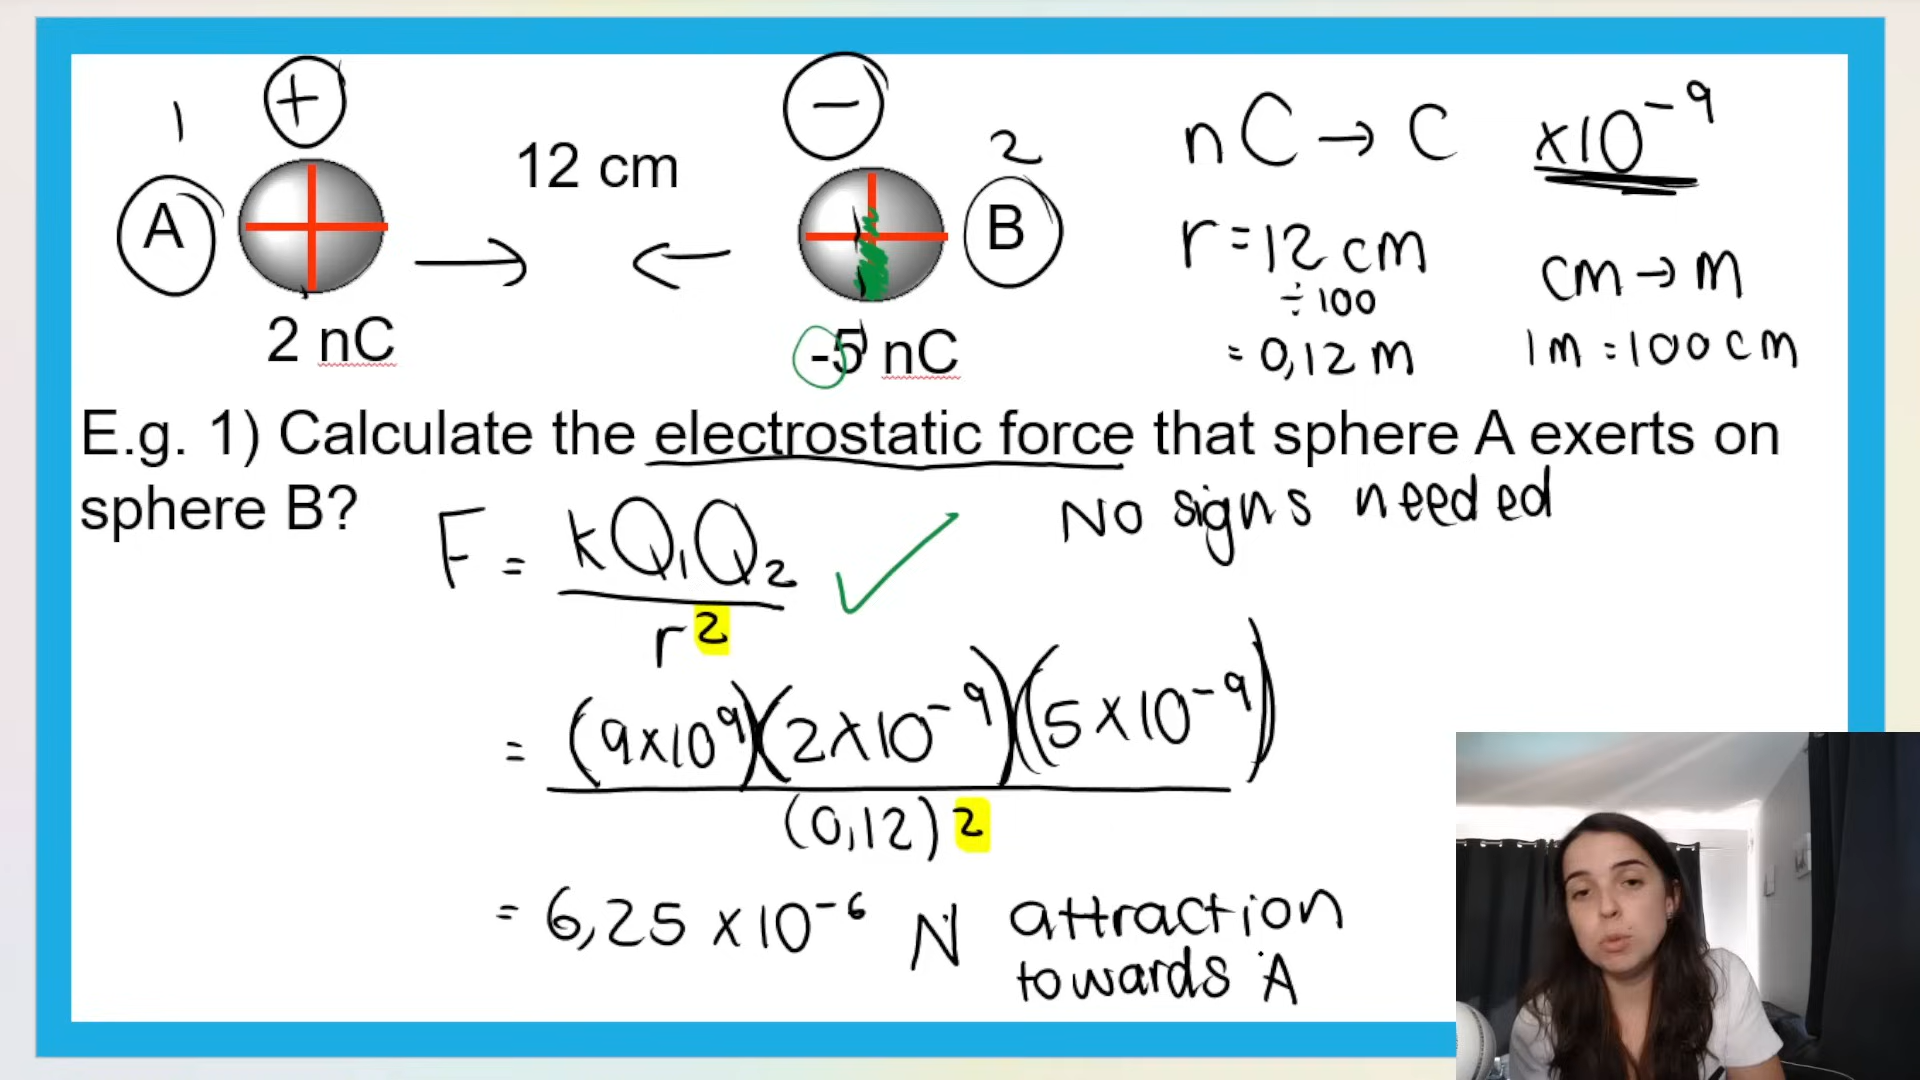 1 + − 2
A 12 cm B
2 nC -5 nC
nC → C ×10⁻⁹
r = 12 cm
÷ 100
= 0,12 m
cm → m
1m = 100 cm
E.g. 1) Calculate the electrostatic force that sphere A exerts on
sphere B?
No signs needed
F = kQ₁Q₂
r²
= (9×10⁹)(2×10⁻⁹)(5×10⁻⁹)
(0,12)²
= 6,25 ×10⁻⁶ N attraction
towards A